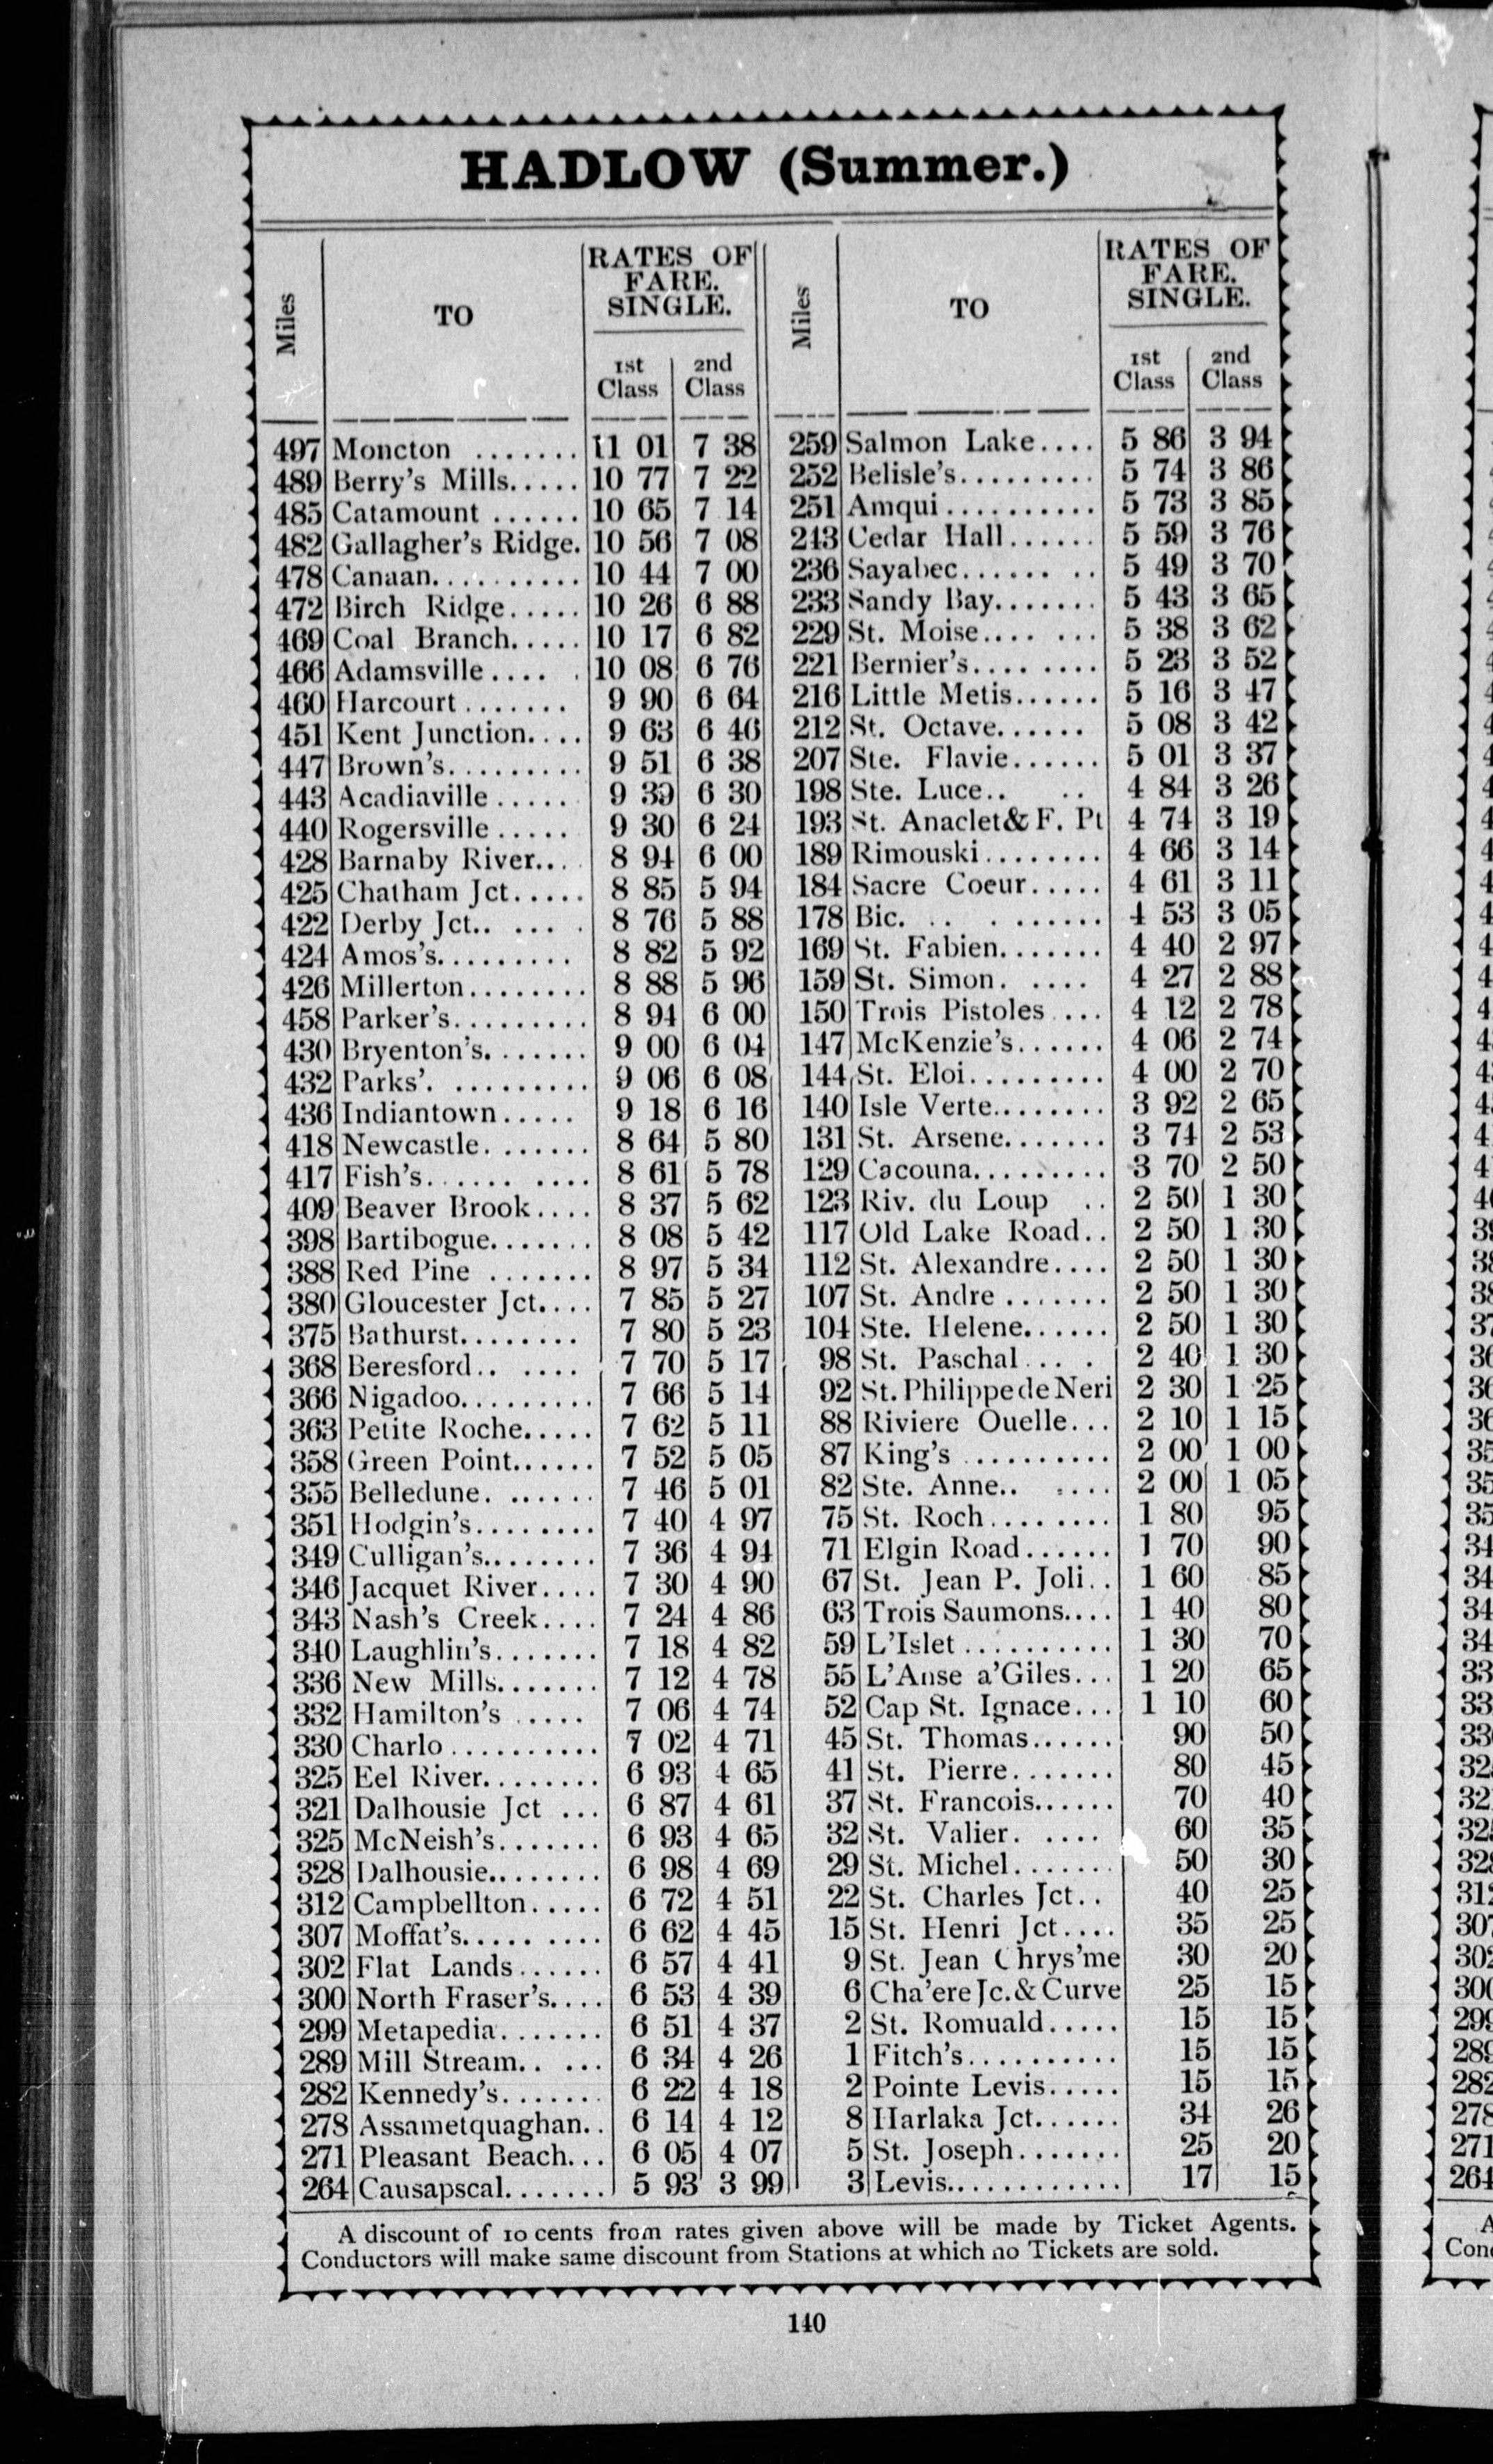 HADLOW (Summer.)
Miles
TO
RATES OF
FARE.
SINGLE.
1st
Class
2nd
Class
497 Moncton ....... 11 01 7 38
489 Berry's Mills..... 10 77 7 22
485 Catamount ...... 10 65 7 14
482 Gallagher's Ridge. 10 56 7 08
478 Canaan.......... 10 44 7 00
472 Birch Ridge..... 10 26 6 88
469 Coal Branch..... 10 17 6 82
466 Adamsville.... . 10 08 6 76
460 Harcourt....... 9 90 6 64
451 Kent Junction.... 9 63 6 46
447 Brown's......... 9 51 6 38
443 Acadiaville..... 9 39 6 30
440 Rogersville..... 9 30 6 24
428 Barnaby River... 8 94 6 00
425 Chatham Jct..... 8 85 5 94
422 Derby Jct.. .... . 8 76 5 88
424 Amos's......... 8 82 5 92
426 Millerton........ 8 88 5 96
458 Parker's......... 8 94 6 00
430 Bryenton's....... 9 00 6 04
432 Parks'. ......... 9 06 6 08
436 Indiantown..... 9 18 6 16
418 Newcastle. ...... 8 64 5 80
417 Fish's...... .... 8 61 5 78
409 Beaver Brook.... 8 37 5 62
398 Bartibogue....... 8 08 5 42
388 Red Pine ....... 8 97 5 34
380 Gloucester Jct.... 7 85 5 27
375 Bathurst........ 7 80 5 23
368 Beresford.. .... 7 70 5 17
366 Nigadoo......... 7 66 5 14
363 Petite Roche..... 7 62 5 11
358 Green Point...... 7 52 5 05
355 Belledune. ...... 7 46 5 01
351 Hodgin's........ 7 40 4 97
349 Culligan's........ 7 36 4 94
346 Jacquet River.... 7 30 4 90
343 Nash's Creek.... 7 24 4 86
340 Laughlin's....... 7 18 4 82
336 New Mills....... 7 12 4 78
332 Hamilton's ..... 7 06 4 74
330 Charlo.......... 7 02 4 71
325 Eel River........ 6 93 4 65
321 Dalhousie Jct ... 6 87 4 61
325 McNeish's....... 6 93 4 65
328 Dalhousie........ 6 98 4 69
312 Campbellton..... 6 72 4 51
307 Moffat's..... .... 6 62 4 45
302 Flat Lands...... 6 57 4 41
300 North Fraser's.... 6 53 4 39
299 Metapedia....... 6 51 4 37
289 Mill Stream.. ... 6 34 4 26
282 Kennedy's....... 6 22 4 18
278 Assametquaghan.. 6 14 4 12
271 Pleasant Beach... 6 05 4 07
264 Causapscal....... 5 93 3 99
Miles
TO
RATES OF
FARE.
SINGLE.
1st
Class
2nd
Class
259 Salmon Lake.... 5 86 3 94
252 Belisle's......... 5 74 3 86
251 Amqui.......... 5 73 3 85
243 Cedar Hall...... 5 59 3 76
236 Sayabec...... .. 5 49 3 70
233 Sandy Bay....... 5 43 3 65
229 St. Moise.... ... 5 38 3 62
221 Bernier's........ 5 23 3 52
216 Little Metis...... 5 16 3 47
212 St. Octave...... 5 08 3 42
207 Ste. Flavie...... 5 01 3 37
198 Ste. Luce.. .. 4 84 3 26
193 St. Anaclet & F. Pt 4 74 3 19
189 Rimouski........ 4 66 3 14
184 Sacre Coeur..... 4 61 3 11
178 Bic. .. . ...... 4 53 3 05
169 St. Fabien....... 4 40 2 97
159 St. Simon. .... 4 27 2 88
150 Trois Pistoles ... 4 12 2 78
147 McKenzie's...... 4 06 2 74
144 St. Eloi......... 4 00 2 70
140 Isle Verte........ 3 92 2 65
131 St. Arsene....... 3 74 2 53
129 Cacouna......... 3 70 2 50
123 Riv. du Loup .. 2 50 1 30
117 Old Lake Road.. 2 50 1 30
112 St. Alexandre.... 2 50 1 30
107 St. Andre ....... 2 50 1 30
104 Ste. Helene...... 2 50 1 30
98 St. Paschal... . 2 40 1 30
92 St. Philippe de Neri 2 30 1 25
88 Riviere Ouelle... 2 10 1 15
87 King's .......... 2 00 1 00
82 Ste. Anne.. .... 2 00 1 05
75 St. Roch........ 1 80 95
71 Elgin Road...... 1 70 90
67 St. Jean P. Joli.. 1 60 85
63 Trois Saumons.... 1 40 80
59 L'Islet.......... 1 30 70
55 L'Anse a'Giles... 1 20 65
52 Cap St. Ignace... 1 10 60
45 St. Thomas...... 90 50
41 St. Pierre....... 80 45
37 St. Francois...... 70 40
32 St. Valier. .... 60 35
29 St. Michel....... 50 30
22 St. Charles Jct.. 40 25
15 St. Henri Jct.... 35 25
9 St. Jean Chrys'me 30 20
6 Cha'ere Jc. & Curve 25 15
2 St. Romuald..... 15 15
1 Fitch's.......... 15 15
2 Pointe Levis..... 15 15
8 Harlaka Jct...... 34 26
5 St. Joseph....... 25 20
3 Levis............ 17 15
A discount of 10 cents from rates given above will be made by Ticket Agents.
Conductors will make same discount from Stations at which no Tickets are sold.
140